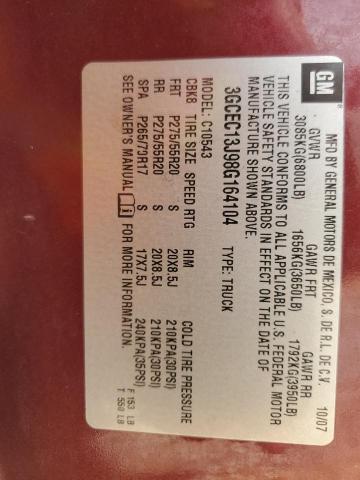 GM ®
MFD BY GENERAL MOTORS DE MEXICO, S. DE R.L. DE C.V. 10/07
GVWR GAWR FRT GAWR RR
3085KG(6800LB) 1656KG(3650LB) 1792KG(3950LB)
THIS VEHICLE CONFORMS TO ALL APPLICABLE U.S. FEDERAL MOTOR
VEHICLE SAFETY STANDARDS IN EFFECT ON THE DATE OF
MANUFACTURE SHOWN ABOVE.
3GCEC13J98G164104 TYPE: TRUCK
MODEL: C10543
CBK8 TIRE SIZE SPEED RTG RIM COLD TIRE PRESSURE
FRT P275/55R20 S 20X8.5J 210KPA(30PSI)
RR P275/55R20 S 20X8.5J 210KPA(30PSI)
SPA P265/70R17 S 17X7.5J 240KPA(35PSI)
SEE OWNER'S MANUAL i FOR MORE INFORMATION. F 153 LB
T 550 LB